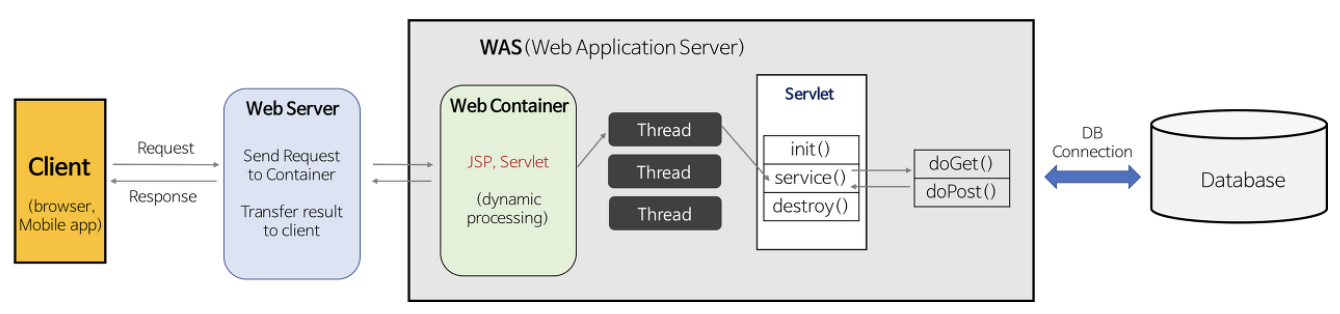 WAS(Web Application Server)
Client
(browser,
Mobile app)
Request
Response
Web Server
Send Request
to Container
Transfer result
to client
Web Container
JSP, Servlet
(dynamic
processing)
Thread
Thread
Thread
Servlet
init()
service()
destroy()
doGet()
doPost()
DB
Connection
Database